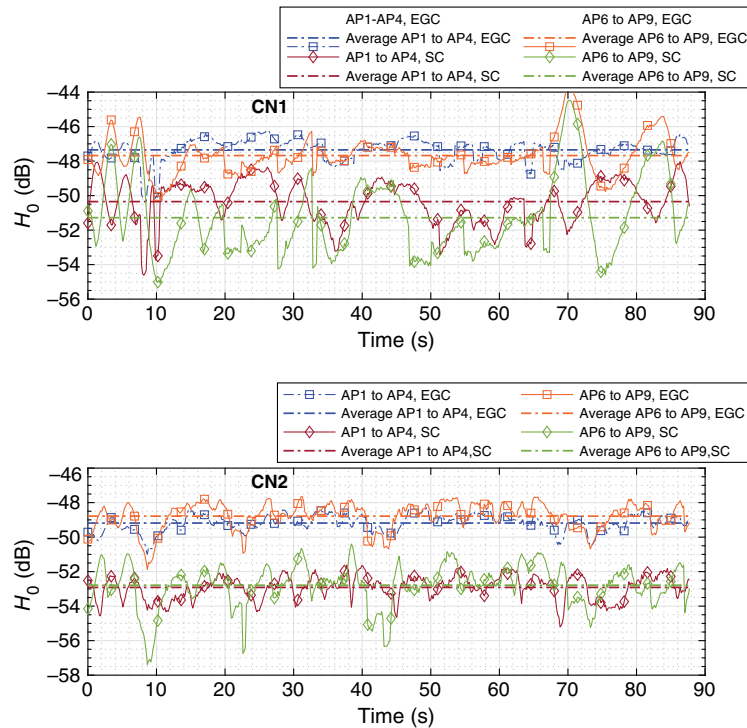 AP1-AP4, EGC AP6 to AP9, EGC
Average AP1 to AP4, EGC Average AP6 to AP9, EGC
AP1 to AP4, SC AP6 to AP9, SC
Average AP1 to AP4, SC Average AP6 to AP9, SC
CN1
−44
−46
−48
−50
−52
−54
−56
H0 (dB)
0 10 20 30 40 50 60 70 80 90
Time (s)
AP1 to AP4, EGC AP6 to AP9, EGC
Average AP1 to AP4, EGC Average AP6 to AP9, EGC
AP1 to AP4, SC AP6 to AP9, SC
Average AP1 to AP4,SC Average AP6 to AP9,SC
CN2
−46
−48
−50
−52
−54
−56
−58
H0 (dB)
0 10 20 30 40 50 60 70 80 90
Time (s)